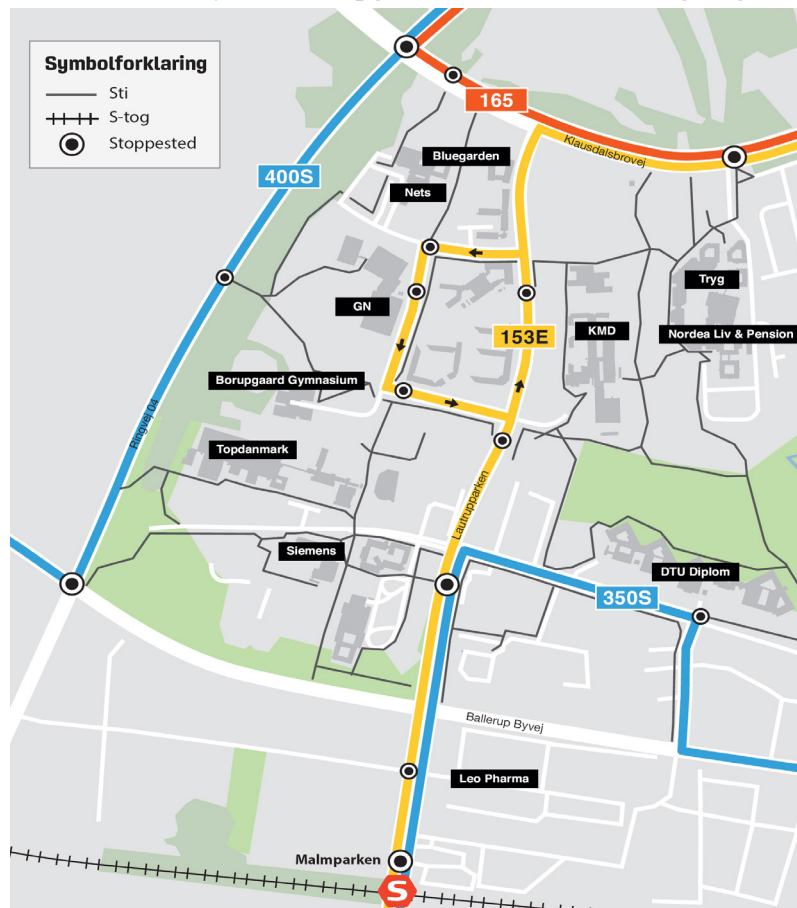 Symbolforklaring
Sti
S-tog
Stoppested
165
Klausdalsbrovej
Bluegarden
400S
Nets
Tryg
GN
153E
KMD
Nordea Liv & Pension
Borupgaard Gymnasium
Ringvej 04
Topdanmark
Lautrupparken
Siemens
DTU Diplom
350S
Ballerup Byvej
Leo Pharma
Malmparken
S